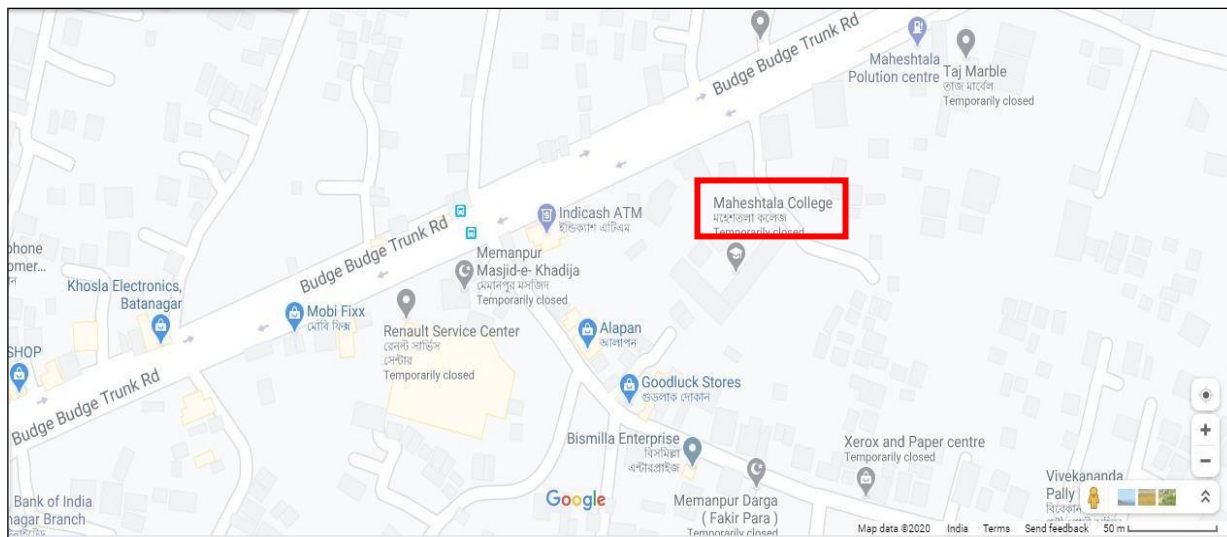 Budge Budge Trunk Rd
Maheshtala
Polution centre
Taj Marble
তাজ মার্বেল
Temporarily closed
Maheshtala College
মহেশতলা কলেজ
Temporarily closed
Indicash ATM
ইন্ডিক্যাশ এটিএম
Budge Budge Trunk Rd
Memanpur
Masjid-e- Khadija
মেমানপুর মসজিদ
Temporarily closed
phone
omer...
Khosla Electronics,
Batanagar
Mobi Fixx
মোবি ফিক্স
Renault Service Center
রেনল্ট সার্ভিস
সেন্টার
Temporarily closed
Alapan
আলাপন
SHOP
Goodluck Stores
গুডলাক দোকান
Budge Budge Trunk Rd
Bismilla Enterprise
বিসমিল্লা
এন্টারপ্রাইজ
Xerox and Paper centre
Temporarily closed
Vivekananda
Pally
Bank of India
nagar Branch
Google
Memanpur Darga
( Fakir Para )
Temporarily closed
Map data ©2020 India Terms Send feedback 50 m